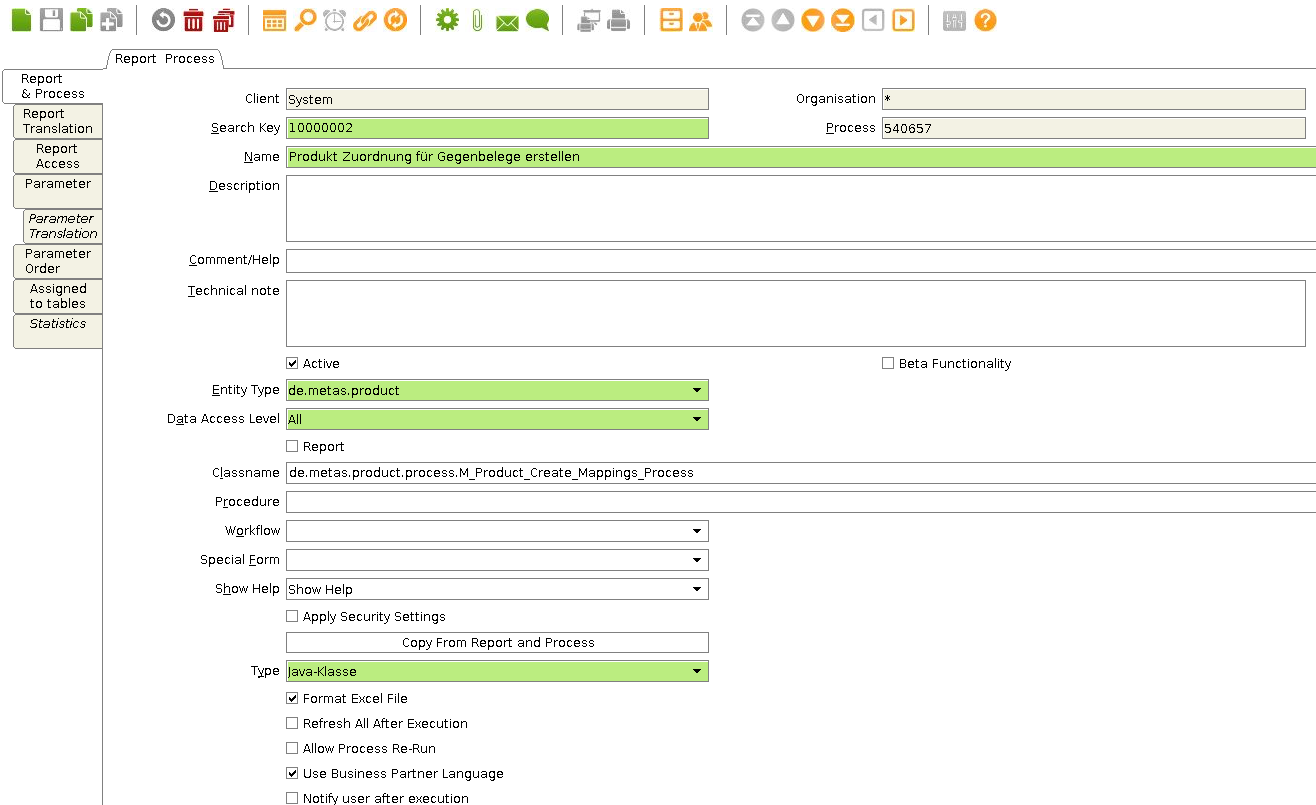 Report Process
Report
& Process
Report
Translation
Report
Access
Parameter
Parameter
Translation
Parameter
Order
Assigned
to tables
Statistics
Client System Organisation *
Search Key 10000002 Process 540657
Name Produkt Zuordnung für Gegenbelege erstellen
Description
Comment/Help
Technical note
Active Beta Functionality
Entity Type de.metas.product
Data Access Level All
Report
Classname de.metas.product.process.M_Product_Create_Mappings_Process
Procedure
Workflow
Special Form
Show Help Show Help
Apply Security Settings
Copy From Report and Process
Type Java-Klasse
Format Excel File
Refresh All After Execution
Allow Process Re-Run
Use Business Partner Language
Notify user after execution